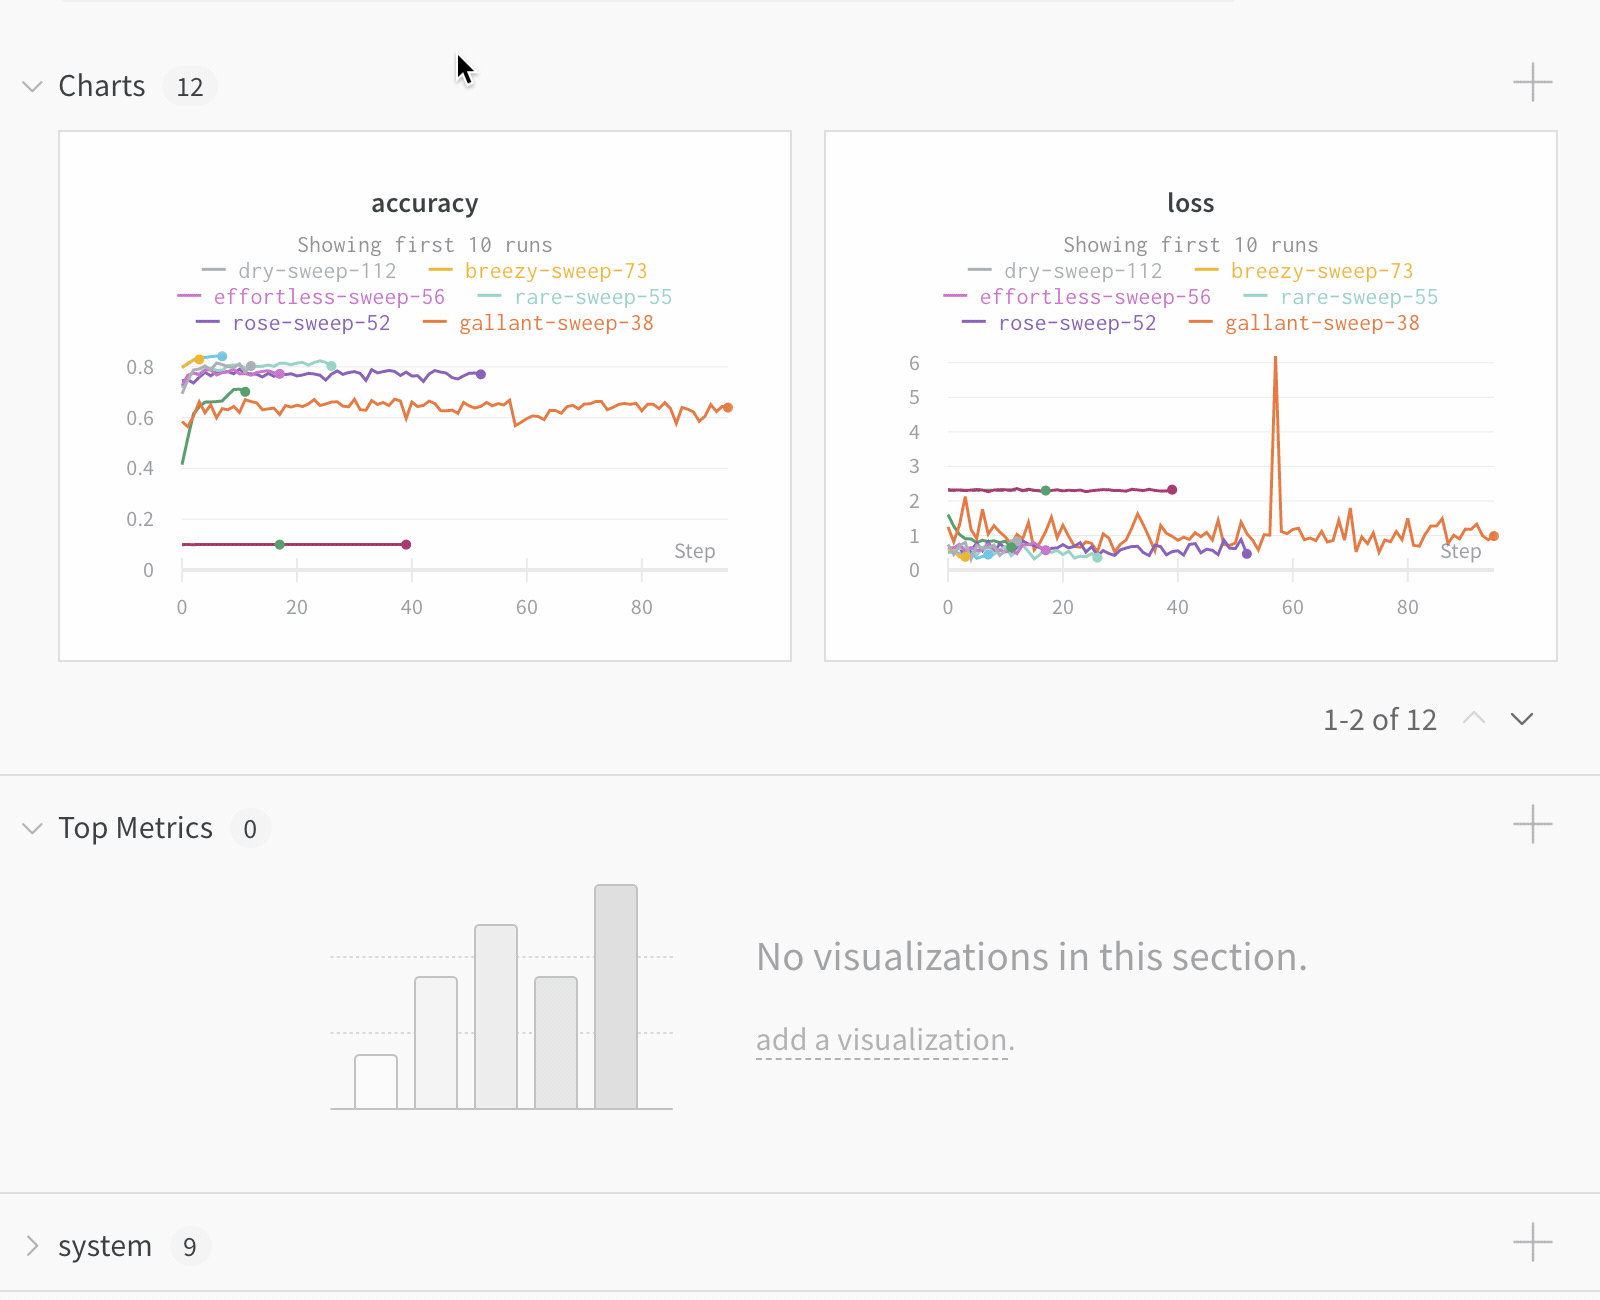 Charts 12
accuracy
Showing first 10 runs
dry-sweep-112 breezy-sweep-73
effortless-sweep-56 rare-sweep-55
rose-sweep-52 gallant-sweep-38
0.8
0.6
0.4
0.2
0
Step
0 20 40 60 80
loss
Showing first 10 runs
dry-sweep-112 breezy-sweep-73
effortless-sweep-56 rare-sweep-55
rose-sweep-52 gallant-sweep-38
6
5
4
3
2
1
0
Step
0 20 40 60 80
1-2 of 12
Top Metrics 0
No visualizations in this section.
add a visualization.
system 9